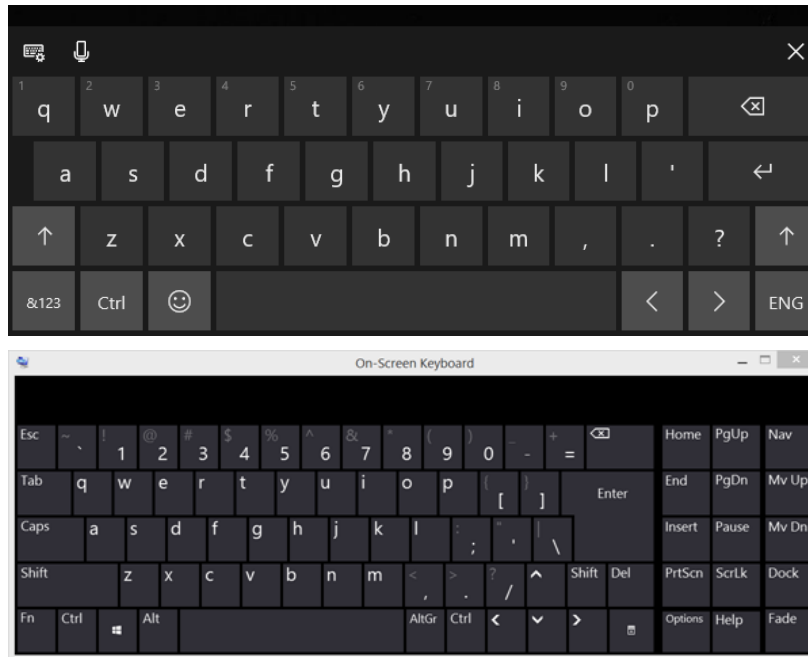 1 2 3 4 5 6 7 8 9 0
q w e r t y u i o p
a s d f g h j k l '
z x c v b n m , . ?
&123 Ctrl < > ENG
On-Screen Keyboard
Esc ~ ` ! 1 @ 2 # 3 $ 4 % 5 ^ 6 & 7 * 8 ( 9 ) 0 _ - + = Home PgUp Nav
Tab q w e r t y u i o p { [ } ] Enter End PgDn Mv Up
Caps a s d f g h j k l : ; " ' | \ Insert Pause Mv Dn
Shift z x c v b n m < , > . ? / Shift Del PrtScn ScrLk Dock
Fn Ctrl Alt AltGr Ctrl Options Help Fade